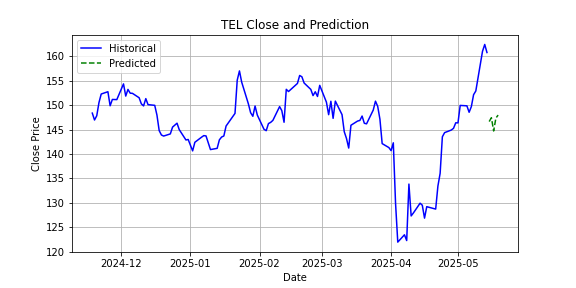 TEL Close and Prediction
Historical
Predicted
Close Price
160
155
150
145
140
135
130
125
120
2024-12 2025-01 2025-02 2025-03 2025-04 2025-05
Date